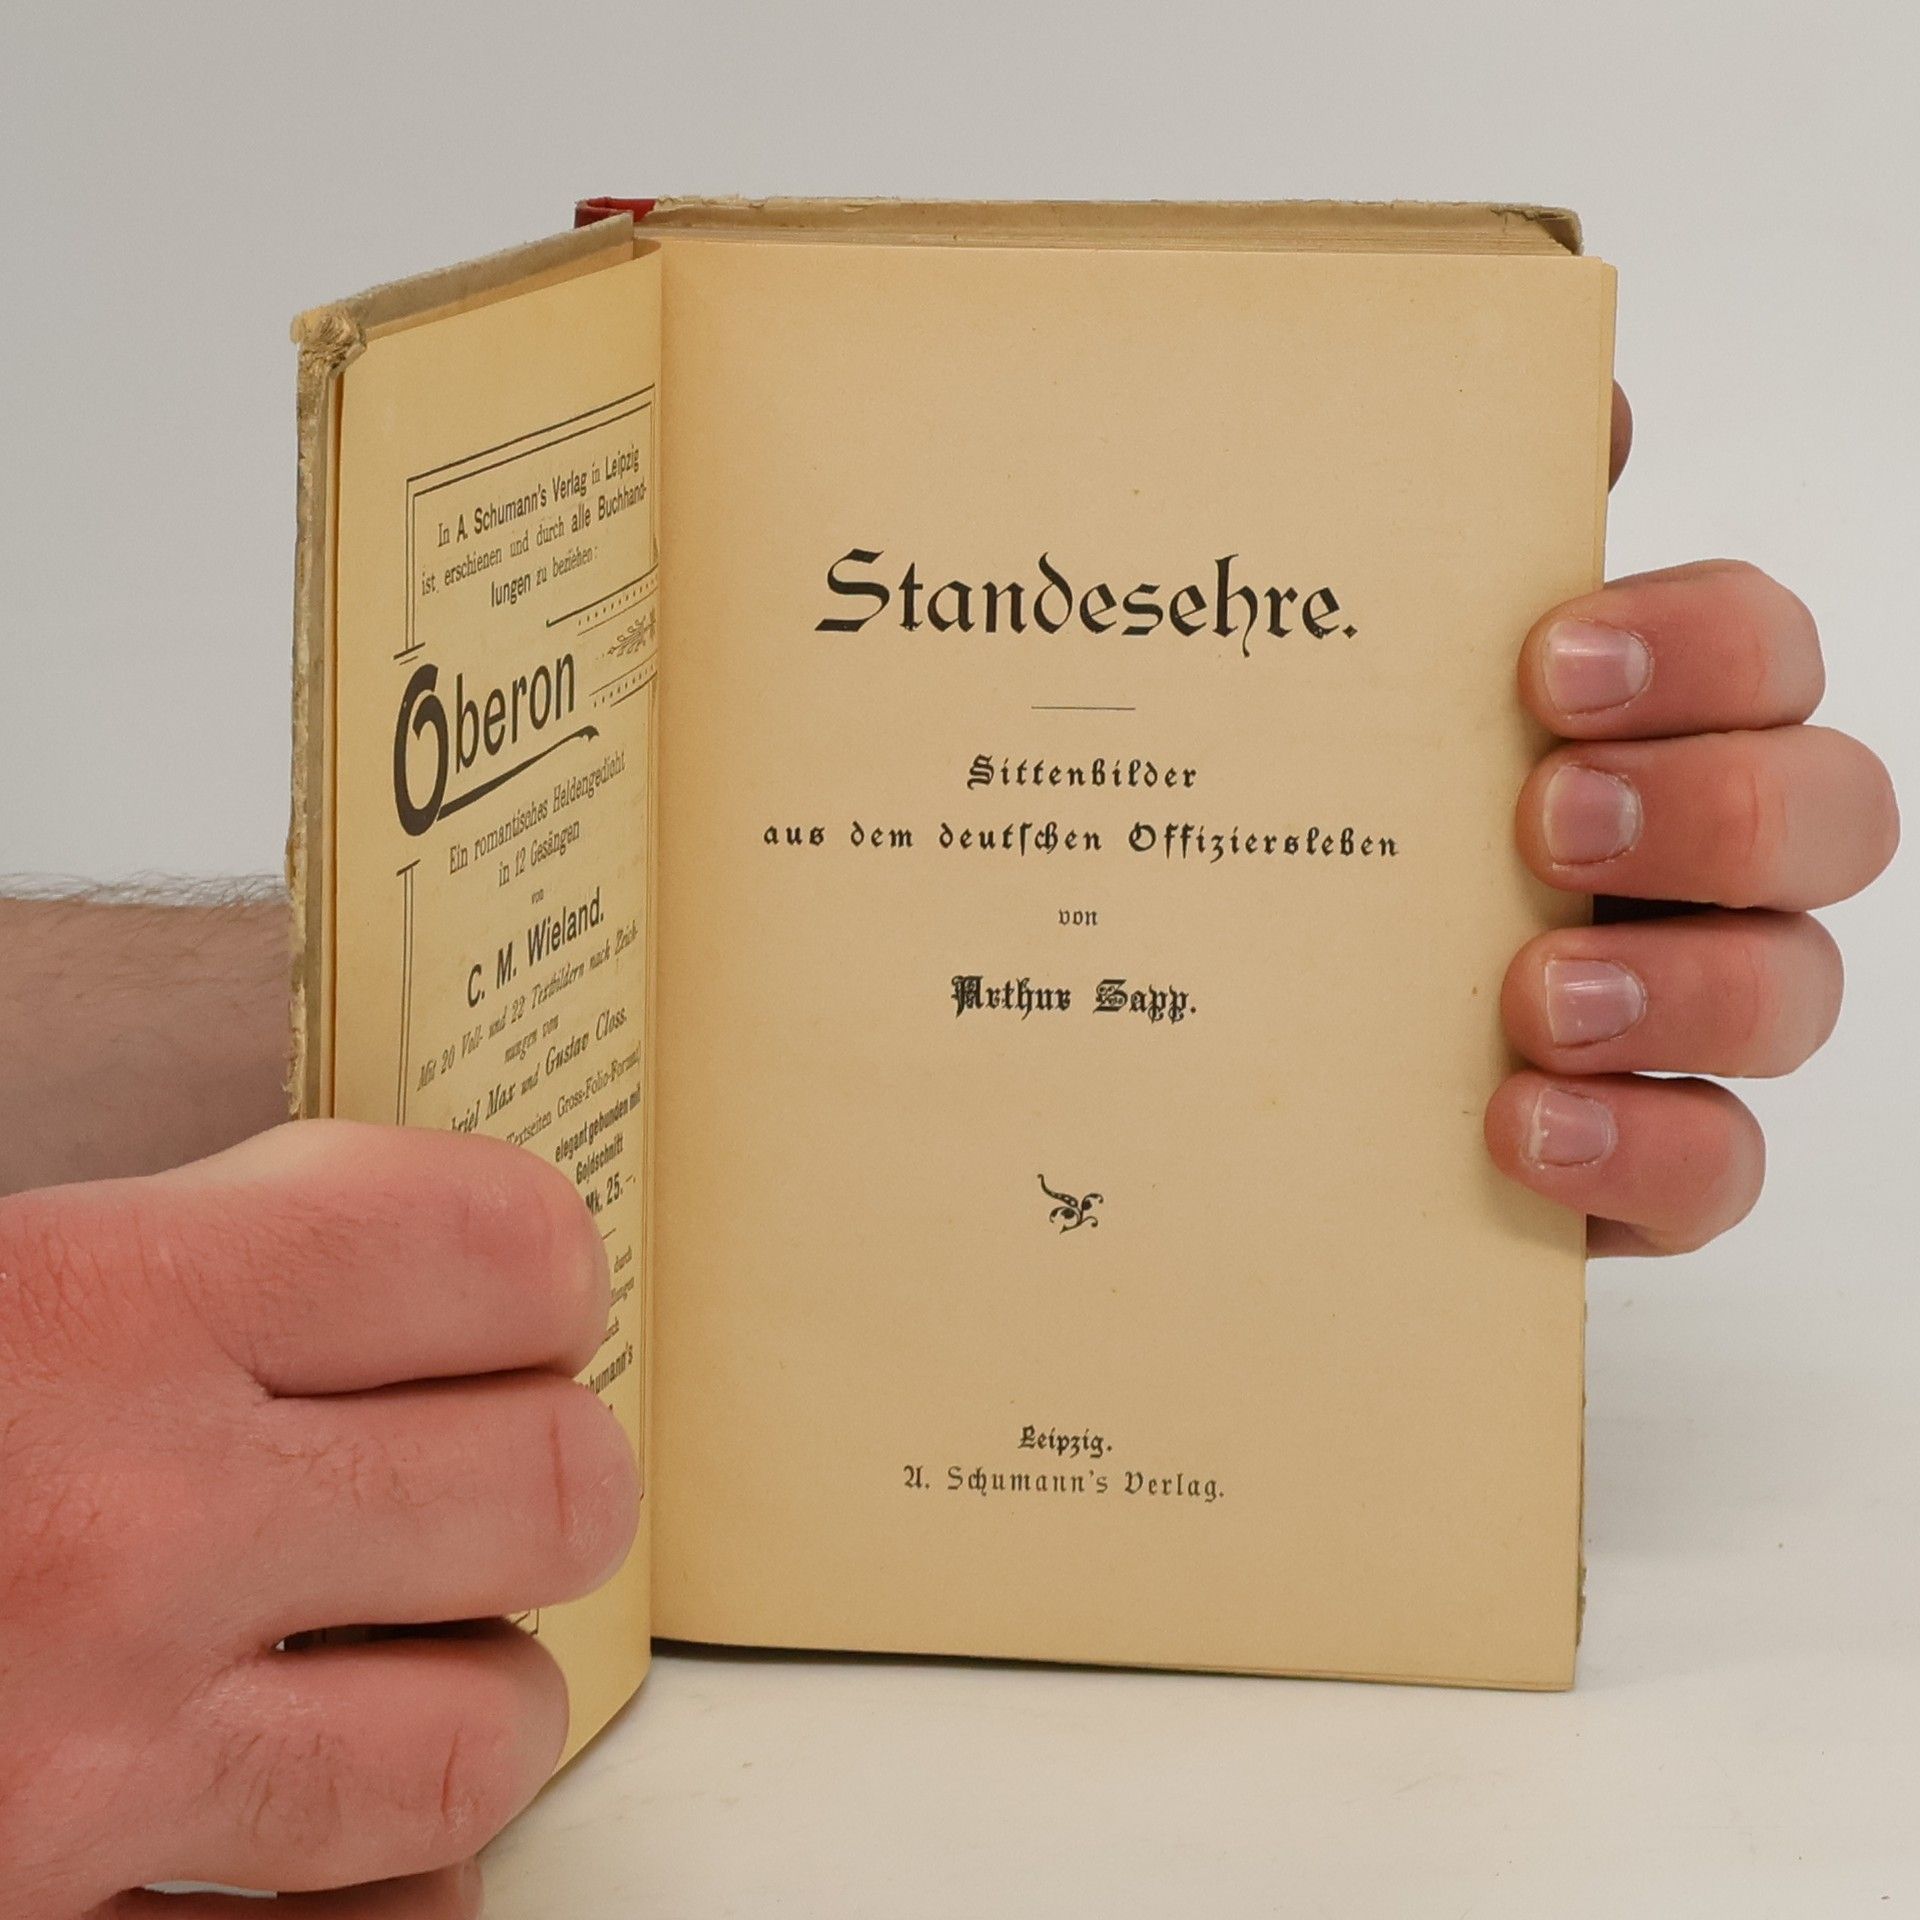 In A. Schumann's Verlag in Leipzig
ist erschienen und durch alle Buchhand-
lungen zu beziehen:
Oberon
Ein romantisches Heldengedicht
in 12 Gesängen
von
C. M. Wieland.
Mit 20 Voll- und 22 Textbildern nach Zeich-
nungen von
Max und Gustav Closs.
Textseiten Gross-Folio-Format
elegant gebunden mit
Goldschnitt
Mk. 25.–.
durch
Standesehre.
Sittenbilder
aus dem deutſchen Offiziersleben
von
Arthur Zapp.
Leipzig.
A. Schumann's Verlag.